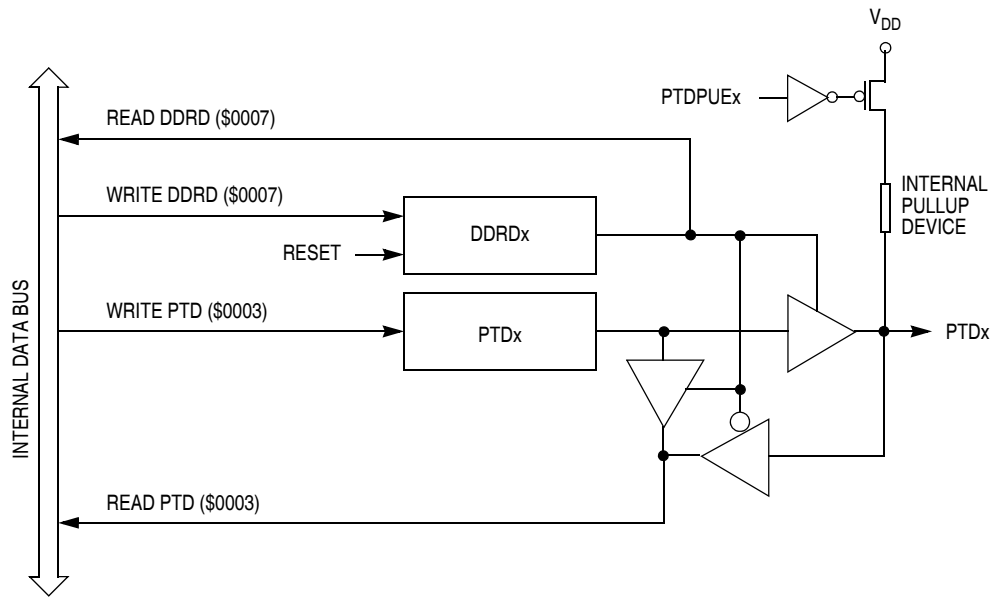 VDD
PTDPUEx
READ DDRD ($0007)
WRITE DDRD ($0007)
INTERNAL
PULLUP
DEVICE
DDRDx
RESET
WRITE PTD ($0003)
PTDx
PTDx
INTERNAL DATA BUS
READ PTD ($0003)